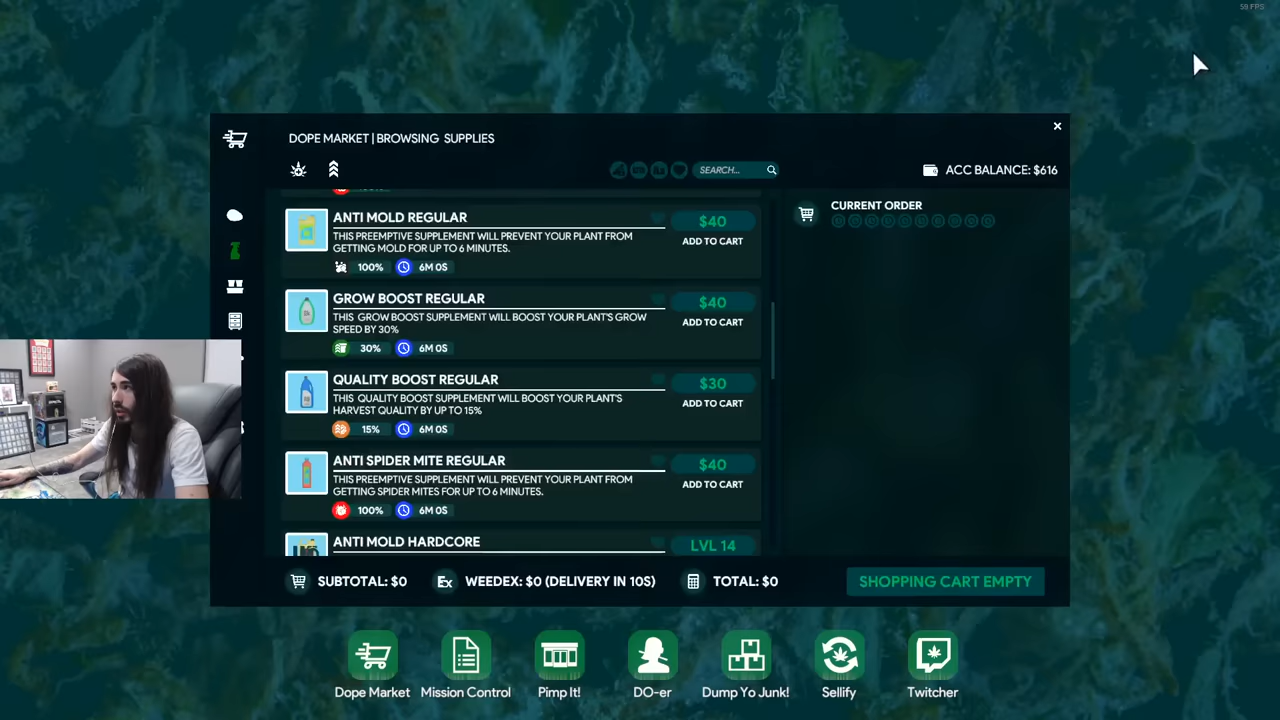 59 FPS
DOPE MARKET | BROWSING SUPPLIES
SEARCH...
ACC BALANCE: $616
CURRENT ORDER
ANTI MOLD REGULAR
$40
THIS PREEMPTIVE SUPPLEMENT WILL PREVENT YOUR PLANT FROM
GETTING MOLD FOR UP TO 6 MINUTES.
ADD TO CART
100%
6M 0S
GROW BOOST REGULAR
$40
THIS GROW BOOST SUPPLEMENT WILL BOOST YOUR PLANT'S GROW
SPEED BY 30%
ADD TO CART
30%
6M 0S
QUALITY BOOST REGULAR
$30
THIS QUALITY BOOST SUPPLEMENT WILL BOOST YOUR PLANT'S
HARVEST QUALITY BY UP TO 15%
ADD TO CART
15%
6M 0S
ANTI SPIDER MITE REGULAR
$40
THIS PREEMPTIVE SUPPLEMENT WILL PREVENT YOUR PLANT FROM
GETTING SPIDER MITES FOR UP TO 6 MINUTES.
ADD TO CART
100%
6M 0S
ANTI MOLD HARDCORE
LVL 14
SUBTOTAL: $0
Ex
WEEDEX: $0 (DELIVERY IN 10S)
TOTAL: $0
SHOPPING CART EMPTY
Dope Market
Mission Control
Pimp It!
DO-er
Dump Yo Junk!
Sellify
Twitcher